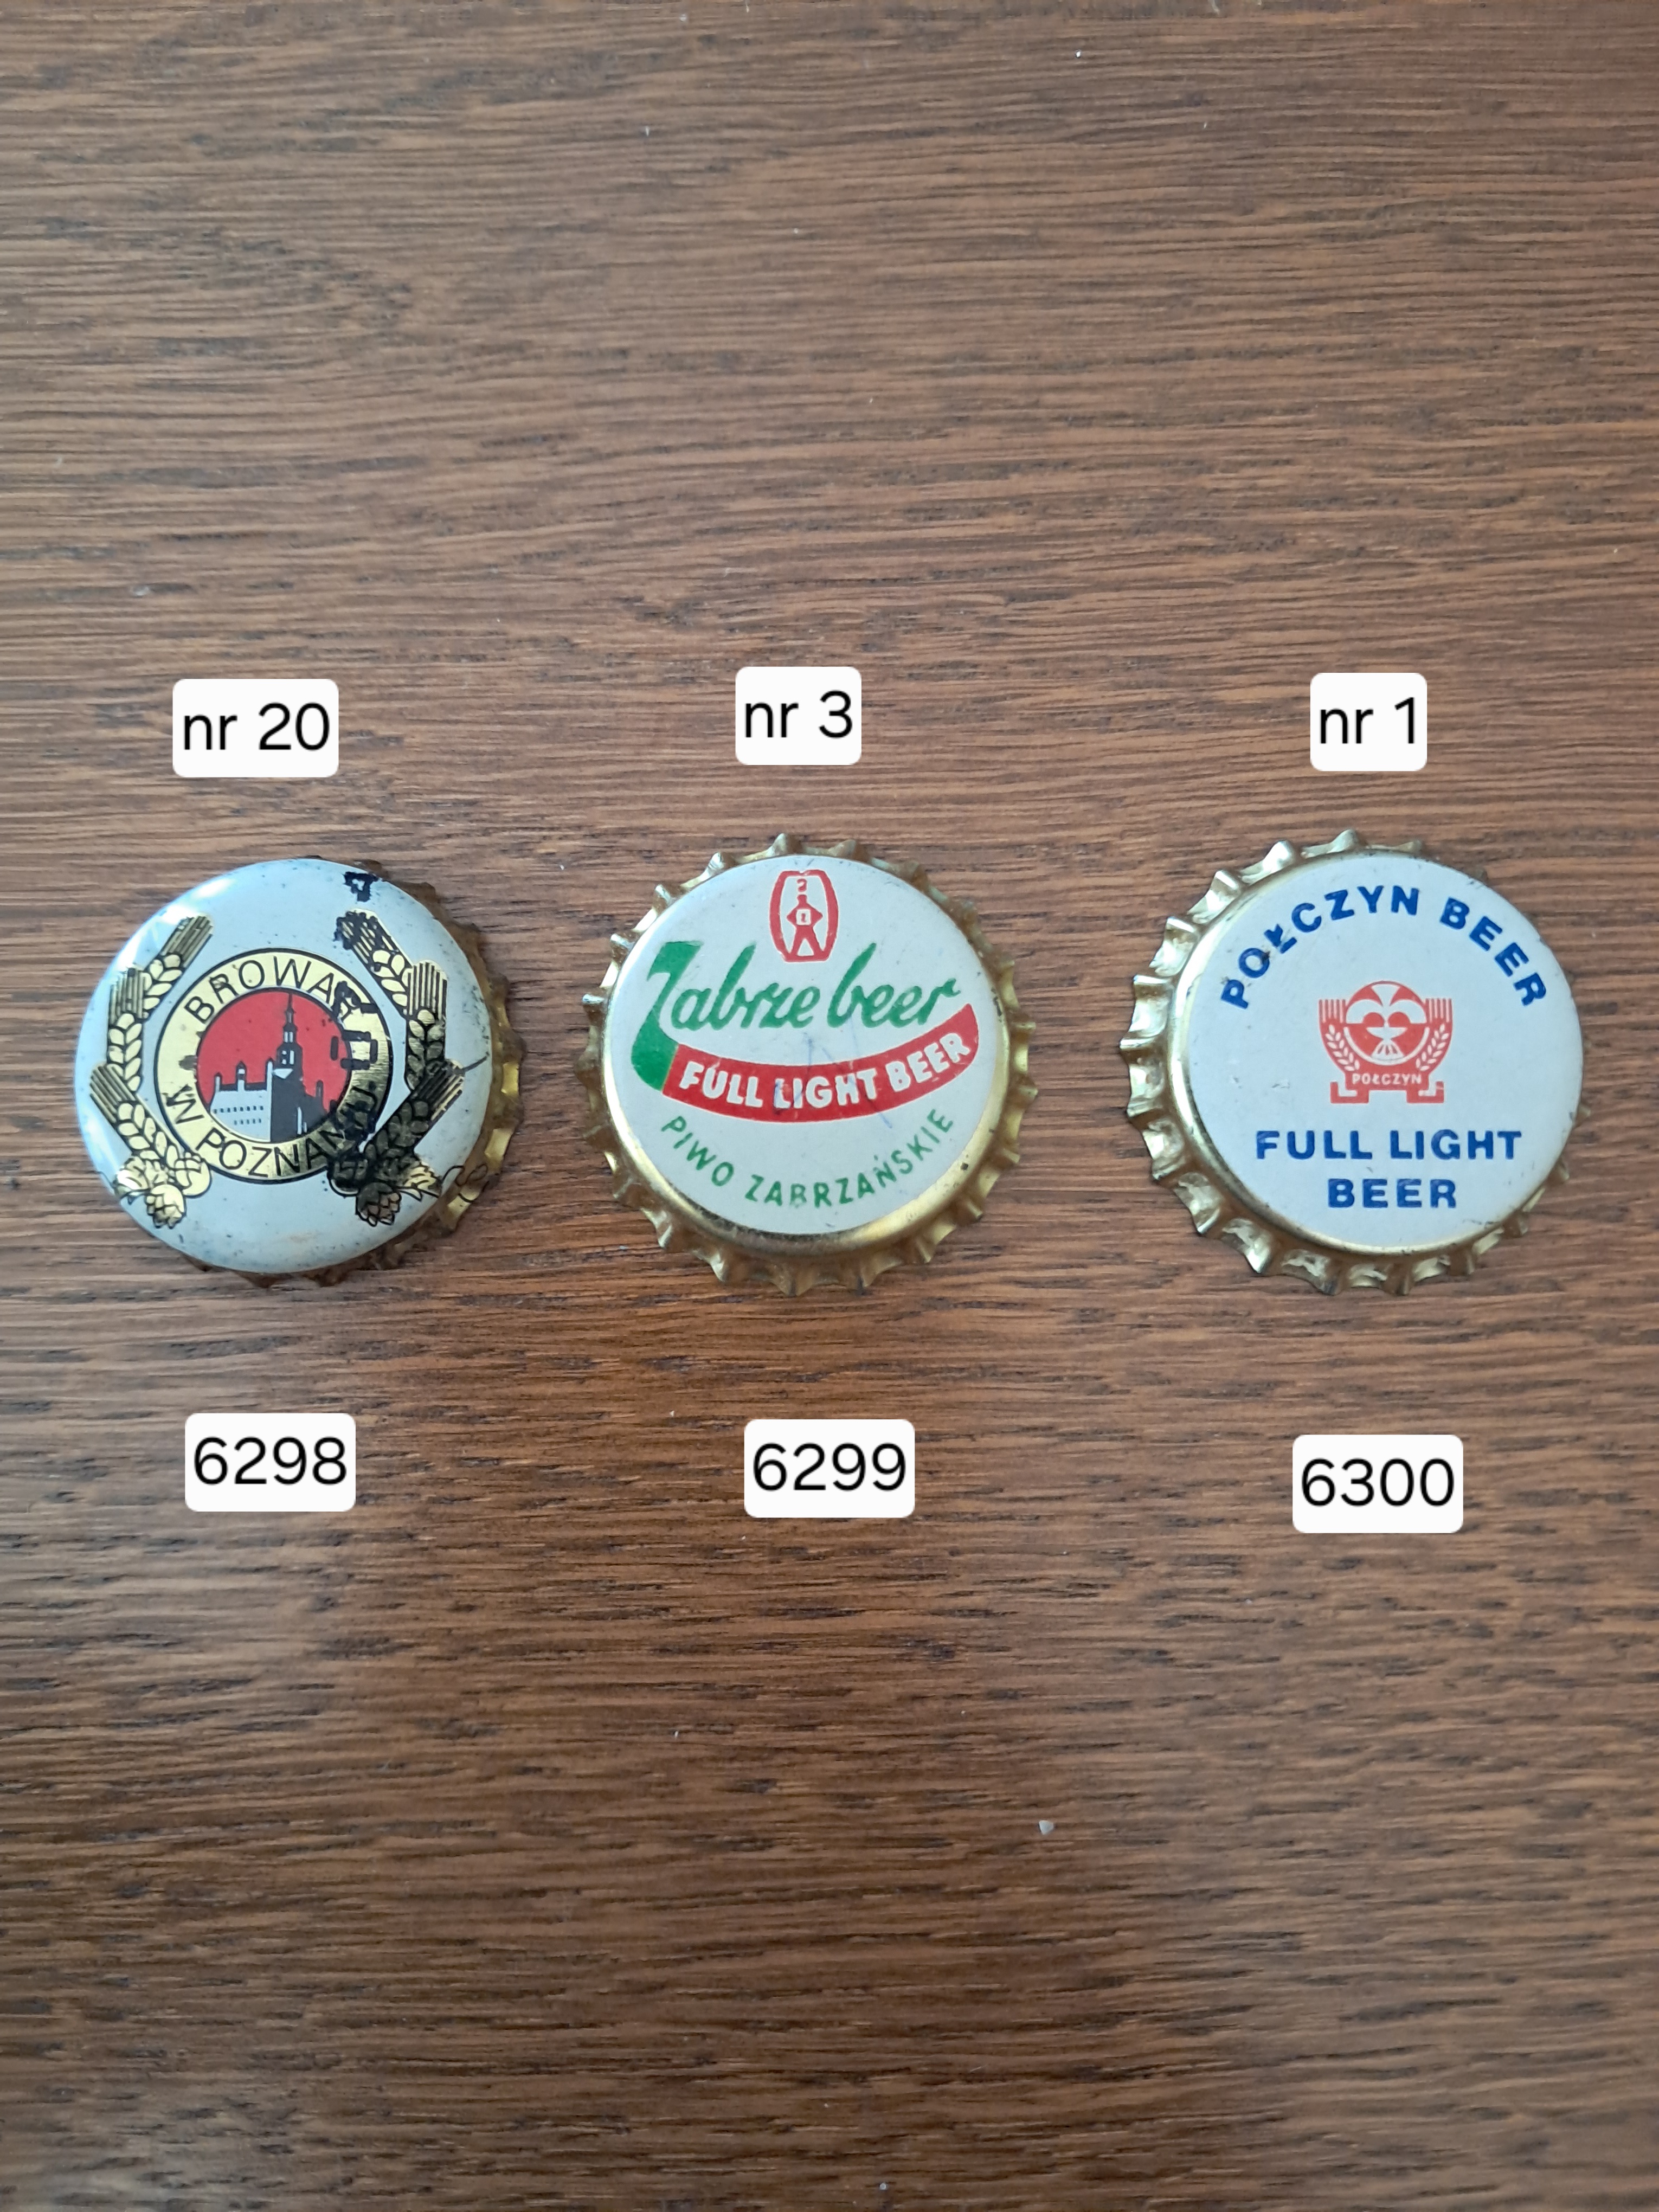 nr 20
nr 3
nr 1
BROWAR
W POZNANIU
Zabrze beer
FULL LIGHT BEER
PIWO ZABRZAŃSKIE
POŁCZYN BEER
POŁCZYN
FULL LIGHT
BEER
6298
6299
6300